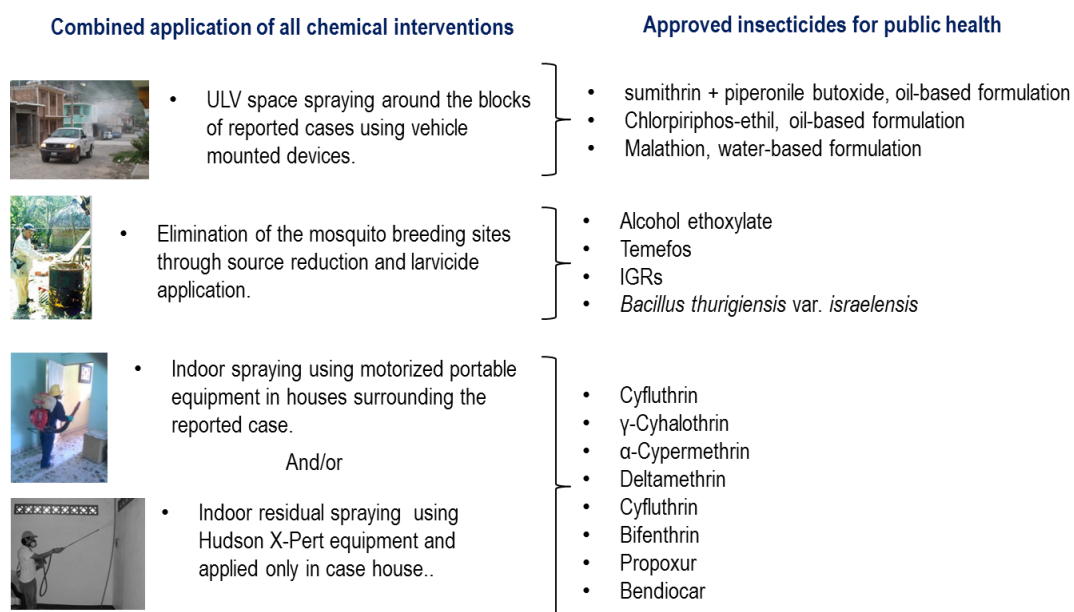 Combined application of all chemical interventions
Approved insecticides for public health
• ULV space spraying around the blocks
of reported cases using vehicle
mounted devices.
• sumithrin + piperonile butoxide, oil-based formulation
• Chlorpiriphos-ethil, oil-based formulation
• Malathion, water-based formulation
• Elimination of the mosquito breeding sites
through source reduction and larvicide
application.
• Alcohol ethoxylate
• Temefos
• IGRs
• Bacillus thurigiensis var. israelensis
• Indoor spraying using motorized portable
equipment in houses surrounding the
reported case.
And/or
• Indoor residual spraying using
Hudson X-Pert equipment and
applied only in case house..
• Cyfluthrin
• γ-Cyhalothrin
• α-Cypermethrin
• Deltamethrin
• Cyfluthrin
• Bifenthrin
• Propoxur
• Bendiocar